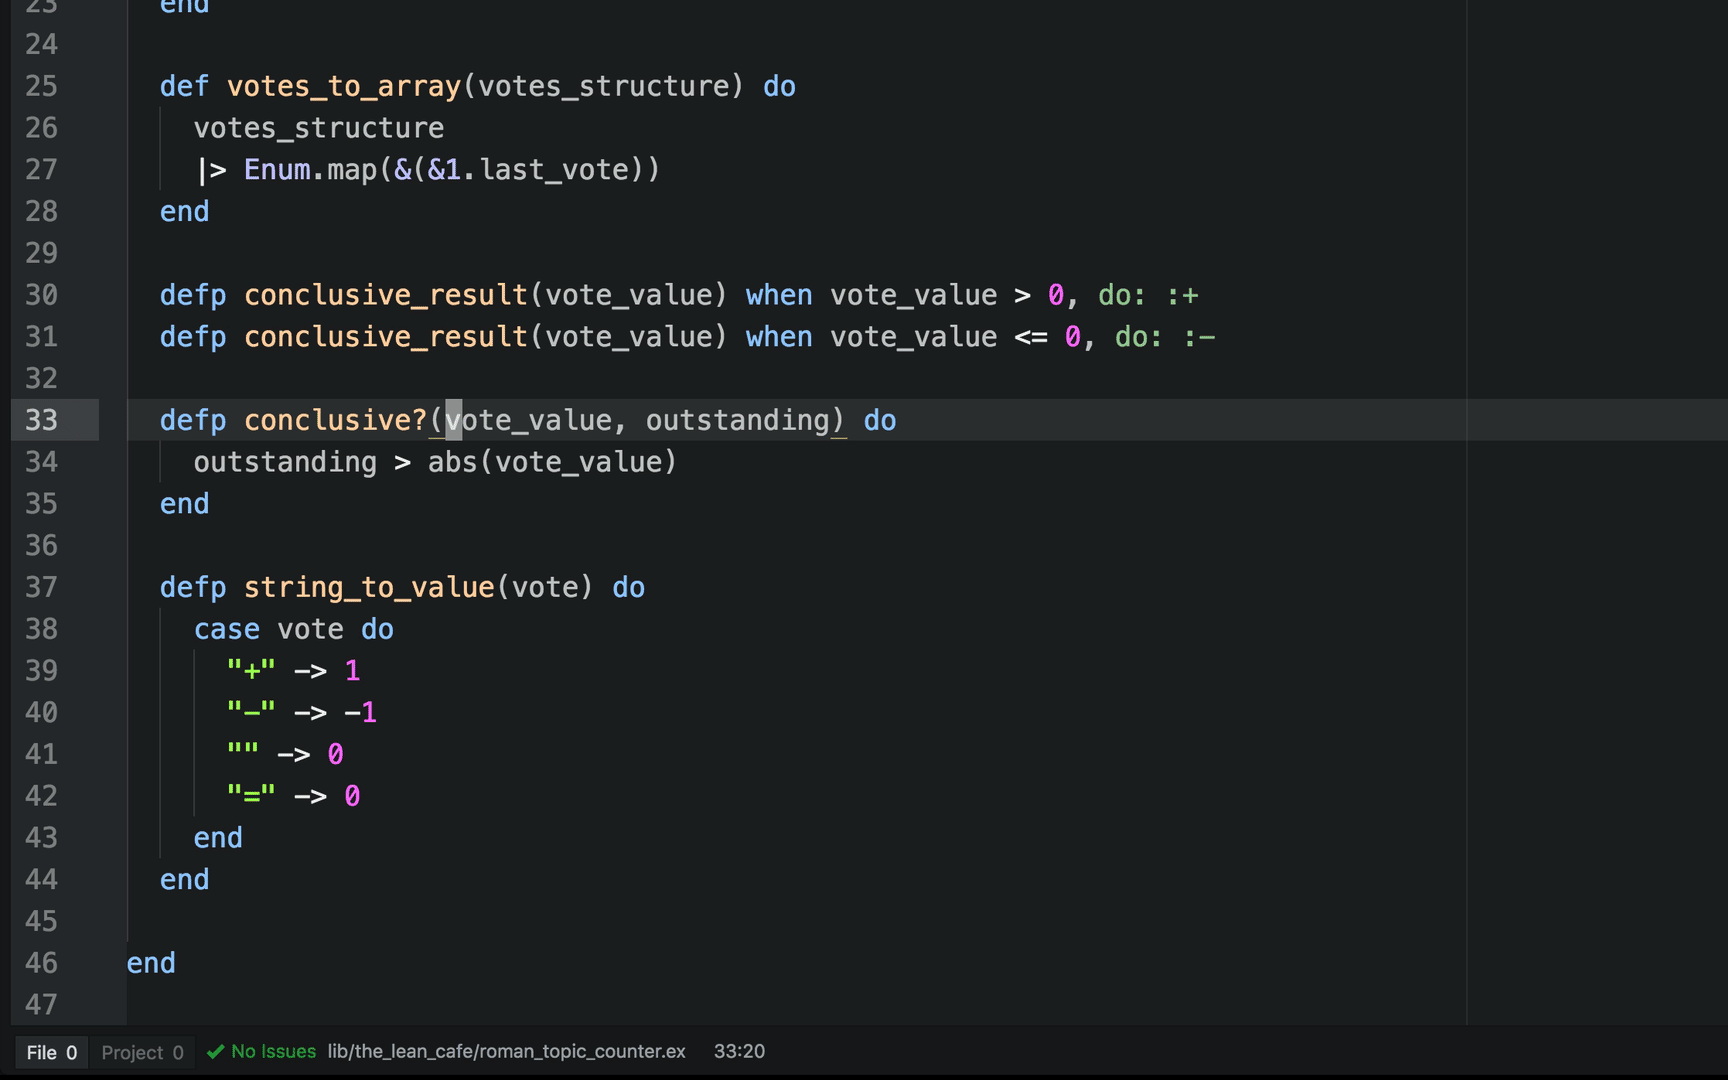 23 end
24
25 def votes_to_array(votes_structure) do
26 votes_structure
27 |> Enum.map(&(&1.last_vote))
28 end
29
30 defp conclusive_result(vote_value) when vote_value > 0, do: :+
31 defp conclusive_result(vote_value) when vote_value <= 0, do: :-
32
33 defp conclusive?(vote_value, outstanding) do
34 outstanding > abs(vote_value)
35 end
36
37 defp string_to_value(vote) do
38 case vote do
39 "+" -> 1
40 "-" -> -1
41 "" -> 0
42 "=" -> 0
43 end
44 end
45
46 end
47
File 0 Project 0 No Issues lib/the_lean_cafe/roman_topic_counter.ex 33:20